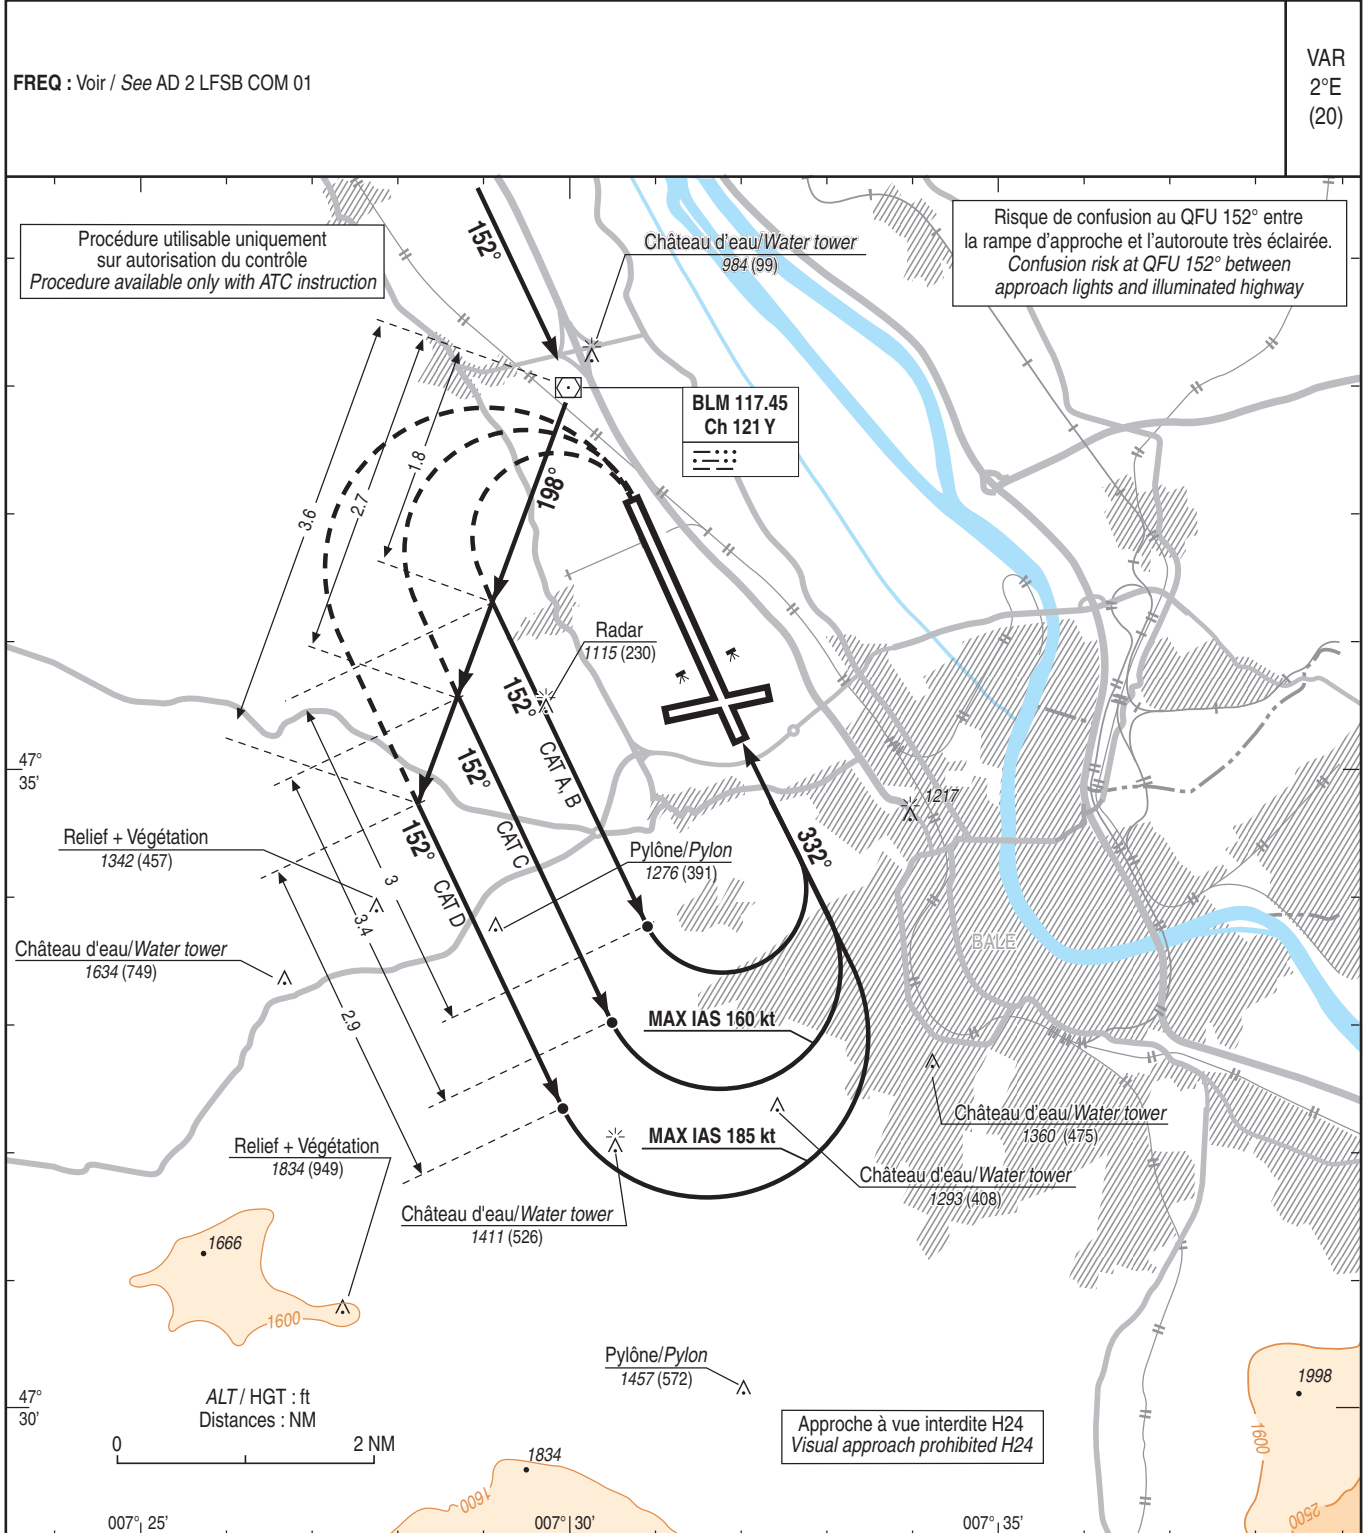 FREQ : Voir / See AD 2 LFSB COM 01
VAR
2°E
(20)
Procédure utilisable uniquement
sur autorisation du contrôle
Procedure available only with ATC instruction
152°
Château d'eau/Water tower
984 (99)
Risque de confusion au QFU 152° entre
la rampe d'approche et l'autoroute très éclairée.
Confusion risk at QFU 152° between
approach lights and illuminated highway
BLM 117.45
Ch 121 Y
198°
1.8
2.7
3.6
Radar
1115 (230)
152°
CAT A, B
152°
CAT C
152°
CAT D
332°
47°
35'
1217
Relief + Végétation
1342 (457)
Pylône/Pylon
1276 (391)
3
3.4
2.9
Château d'eau/Water tower
1634 (749)
BALE
MAX IAS 160 kt
MAX IAS 185 kt
Château d'eau/Water tower
1360 (475)
Relief + Végétation
1834 (949)
Château d'eau/Water tower
1293 (408)
Château d'eau/Water tower
1411 (526)
1666
1600
Pylône/Pylon
1457 (572)
1998
47°
30'
ALT / HGT : ft
Distances : NM
0 2 NM
Approche à vue interdite H24
Visual approach prohibited H24
1600
1834
1600
2500
007° 25'
007° 30'
007° 35'